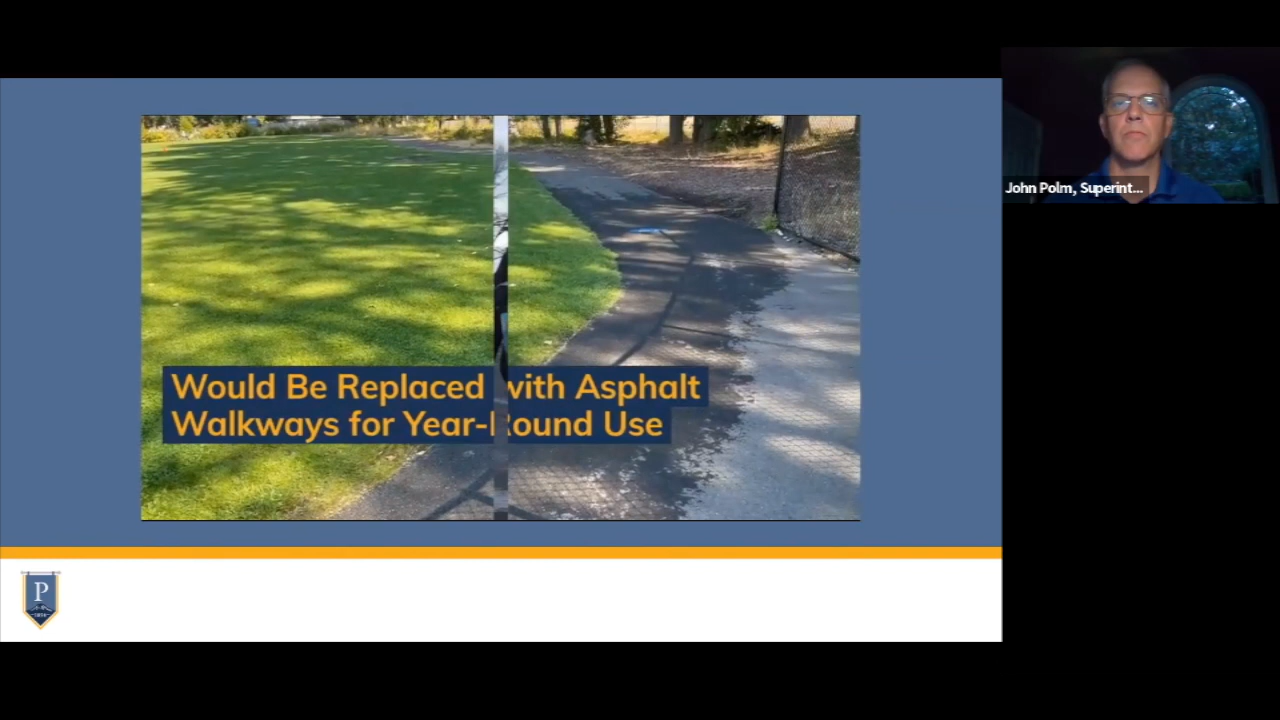 Would Be Replaced with Asphalt
Walkways for Year-Round Use
John Polm, Superint...
P